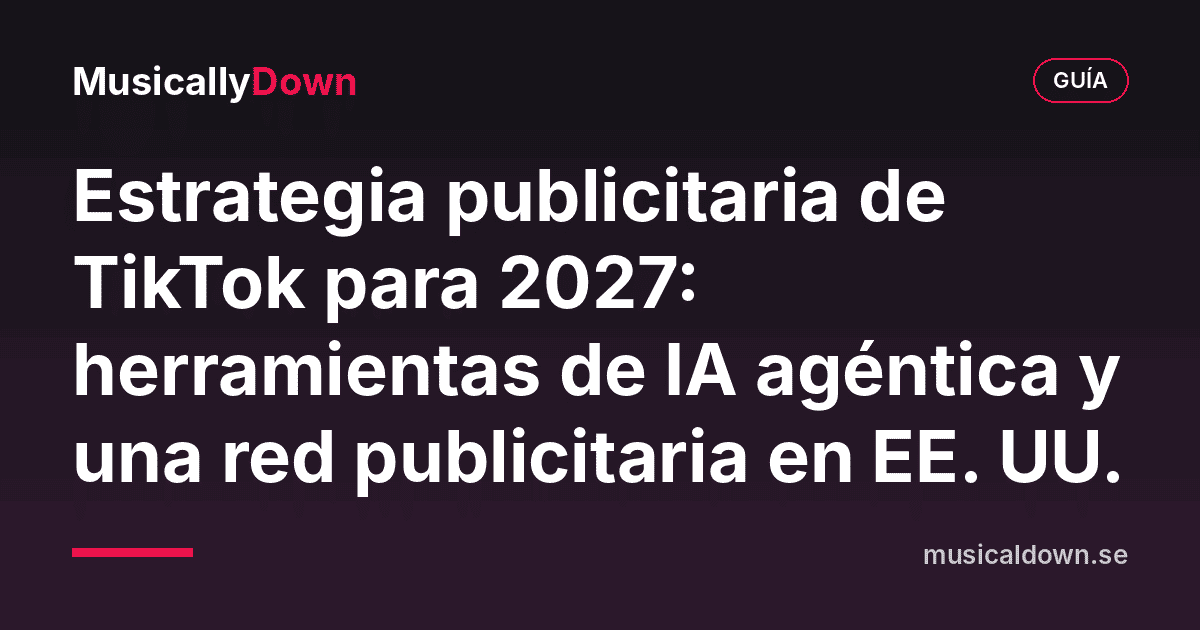 MusicallyDown
GUÍA
Estrategia publicitaria de
TikTok para 2027:
herramientas de IA agéntica y
una red publicitaria en EE. UU.
musicaldown.se